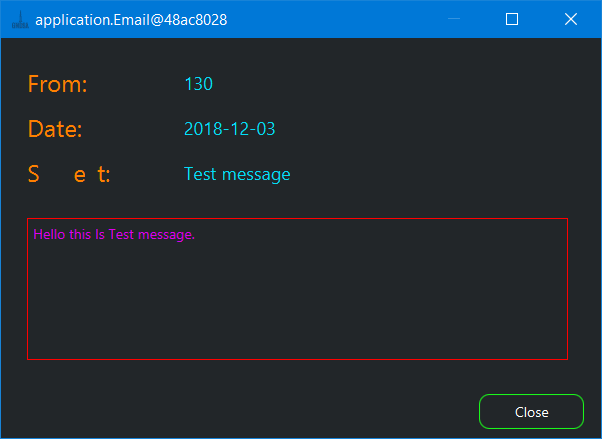 application.Email@48ac8028
From: 130
Date: 2018-12-03
Test message
Hello this Is Test message.
Close